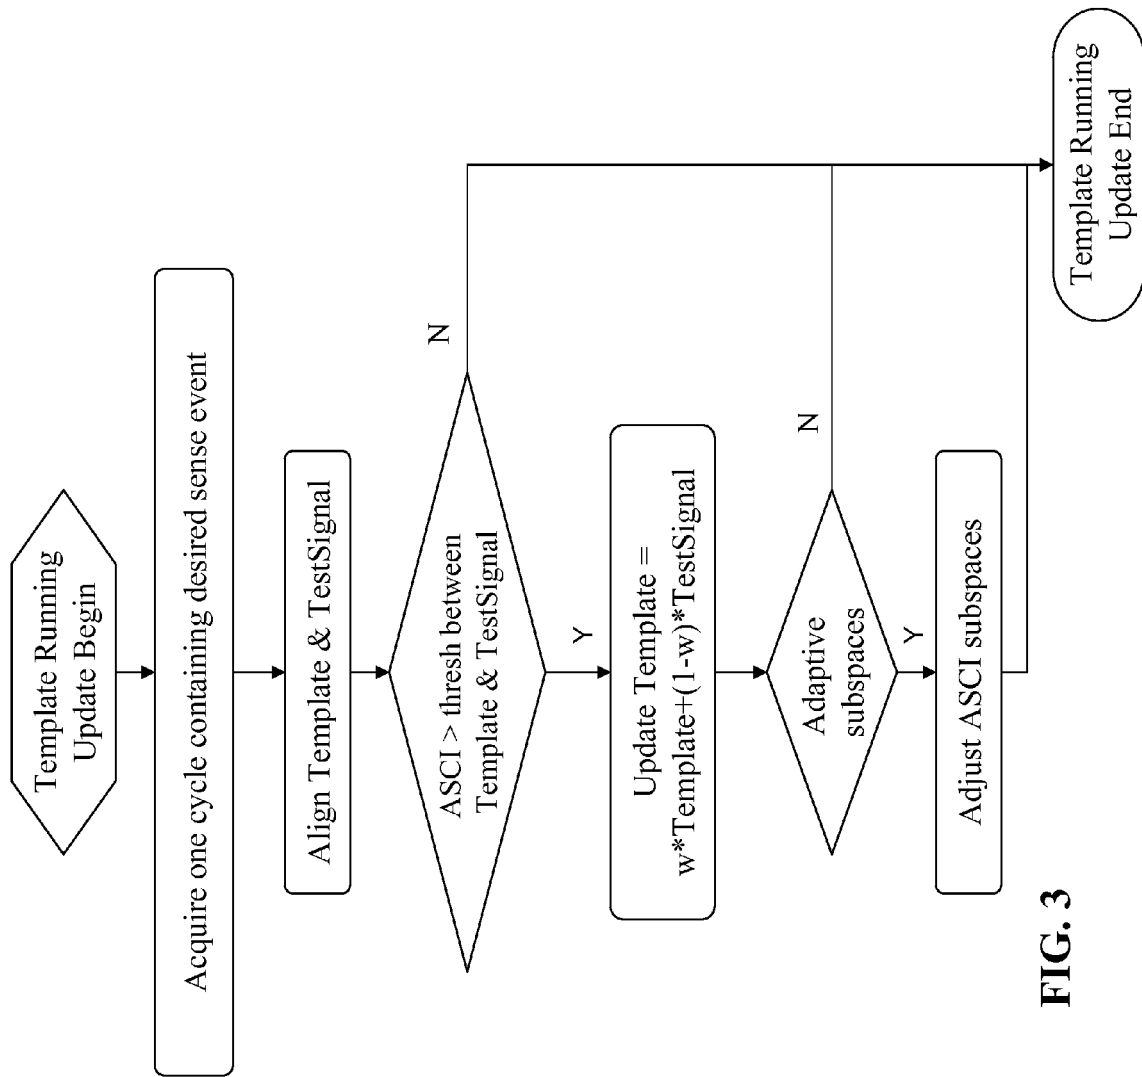 Template Running
Update Begin
Acquire one cycle containing desired sense event
Align Template & TestSignal
ASCI > thresh between
Template & TestSignal
N
Y
Update Template =
w*Template+(1-w)*TestSignal
Adaptive
subspaces
N
Y
Adjust ASCI subspaces
Template Running
Update End
FIG. 3